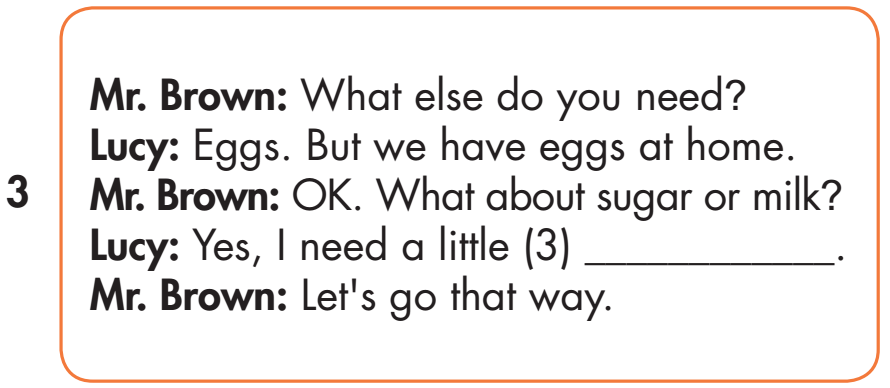 3
Mr. Brown: What else do you need?
Lucy: Eggs. But we have eggs at home.
Mr. Brown: OK. What about sugar or milk?
Lucy: Yes, I need a little (3) ____________.
Mr. Brown: Let's go that way.